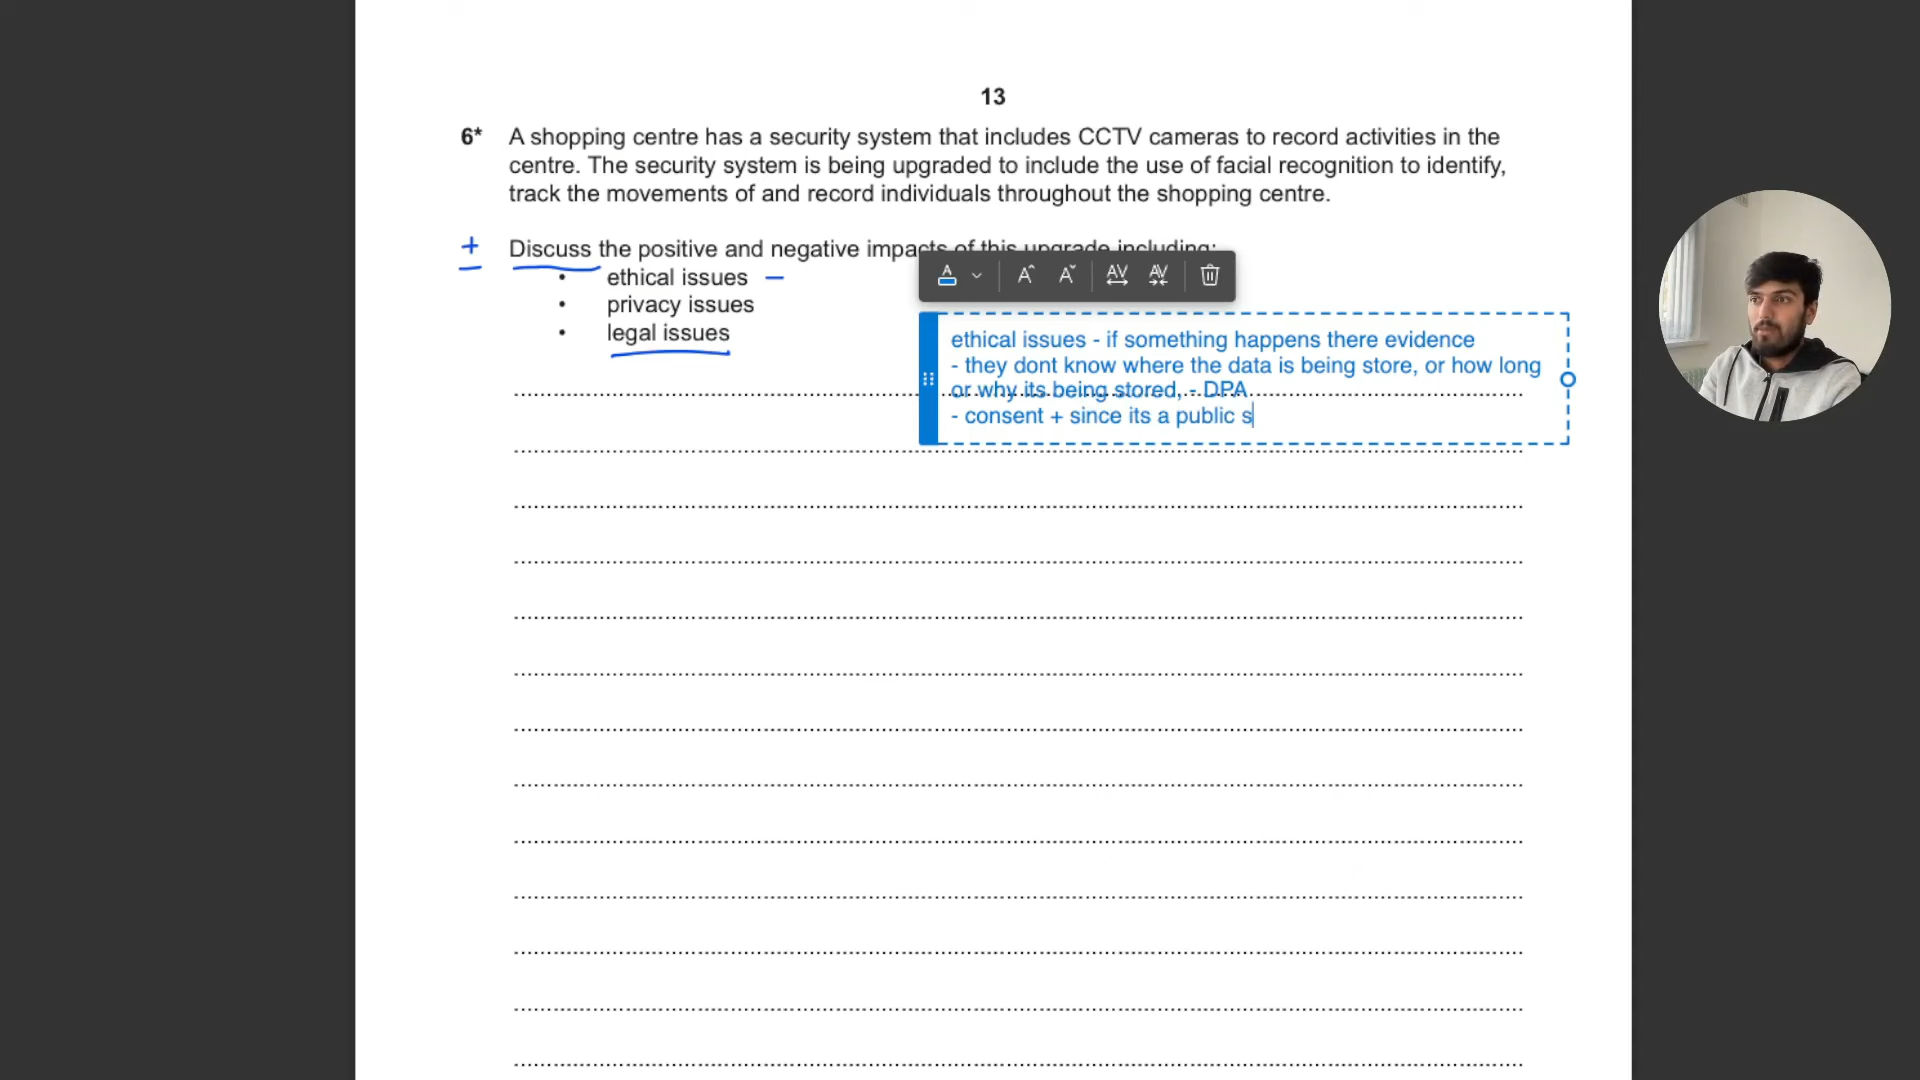 13
6* A shopping centre has a security system that includes CCTV cameras to record activities in the
centre. The security system is being upgraded to include the use of facial recognition to identify,
track the movements of and record individuals throughout the shopping centre.
+ Discuss the positive and negative impacts of this upgrade including:
• ethical issues –
• privacy issues
• legal issues
ethical issues - if something happens there evidence
- they dont know where the data is being store, or how long
or why its being stored, - DPA
- consent + since its a public s